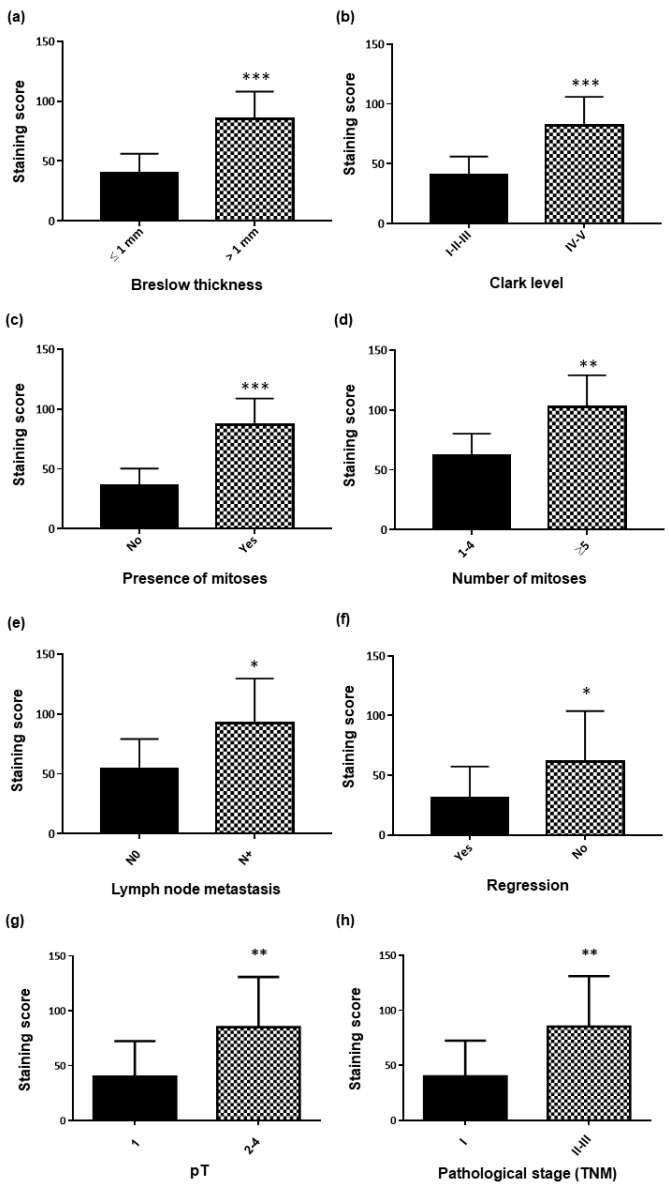 (a)
150
100
50
0
Staining score
***
≤ 1 mm
> 1 mm
Breslow thickness
(b)
150
100
50
0
Staining score
***
I-II-III
IV-V
Clark level
(c)
150
100
50
0
Staining score
***
No
Yes
Presence of mitoses
(d)
150
100
50
0
Staining score
**
1-4
≥5
Number of mitoses
(e)
150
100
50
0
Staining score
*
N0
N+
Lymph node metastasis
(f)
150
100
50
0
Staining score
*
Yes
No
Regression
(g)
150
100
50
0
Staining score
**
1
2-4
pT
(h)
150
100
50
0
Staining score
**
I
II-III
Pathological stage (TNM)